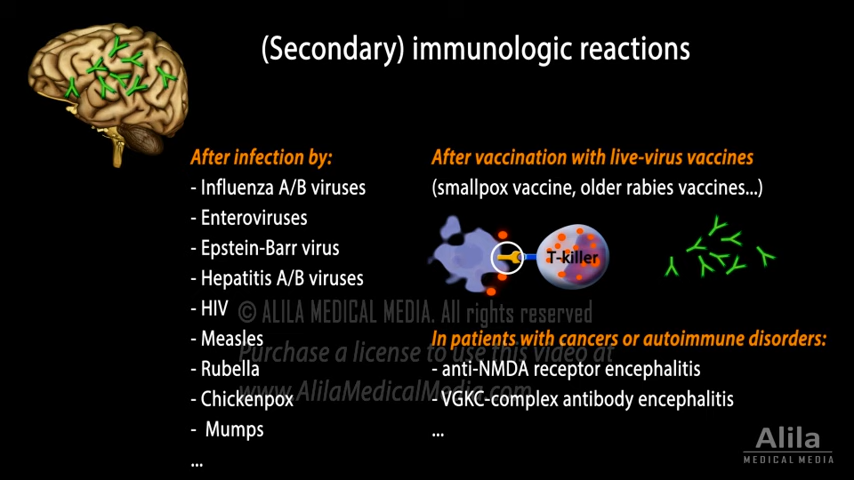 (Secondary) immunologic reactions
After infection by:
- Influenza A/B viruses
- Enteroviruses
- Epstein-Barr virus
- Hepatitis A/B viruses
- HIV
- Measles
- Rubella
- Chickenpox
- Mumps
...
After vaccination with live-virus vaccines
(smallpox vaccine, older rabies vaccines...)
T-killer
In patients with cancers or autoimmune disorders:
- anti-NMDA receptor encephalitis
- VGKC-complex antibody encephalitis
...
© ALILA MEDICAL MEDIA. All rights reserved
Purchase a license to use this video at
www.AlilaMedicalMedia.com
Alila
MEDICAL MEDIA